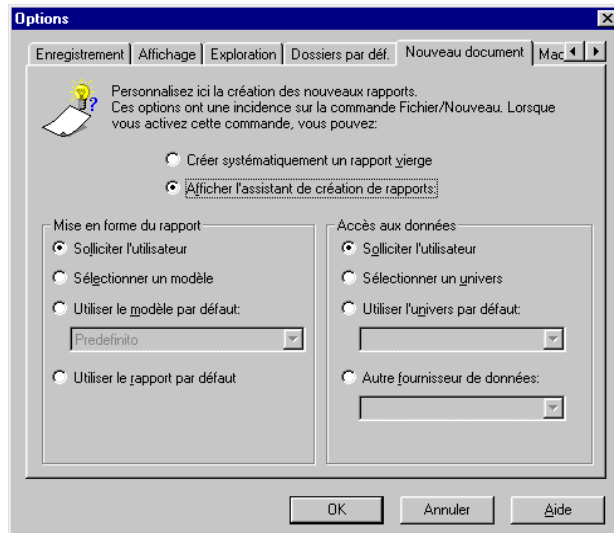 Options
Enregistrement
Affichage
Exploration
Dossiers par déf.
Nouveau document
Mac
Personnalisez ici la création des nouveaux rapports.
Ces options ont une incidence sur la commande Fichier/Nouveau. Lorsque
vous activez cette commande, vous pouvez:
Créer systématiquement un rapport vierge
Afficher l'assistant de création de rapports:
Mise en forme du rapport
Solliciter l'utilisateur
Sélectionner un modèle
Utiliser le modèle par défaut:
Predefinito
Utiliser le rapport par défaut
Accès aux données
Solliciter l'utilisateur
Sélectionner un univers
Utiliser l'univers par défaut:
Autre fournisseur de données:
OK
Annuler
Aide